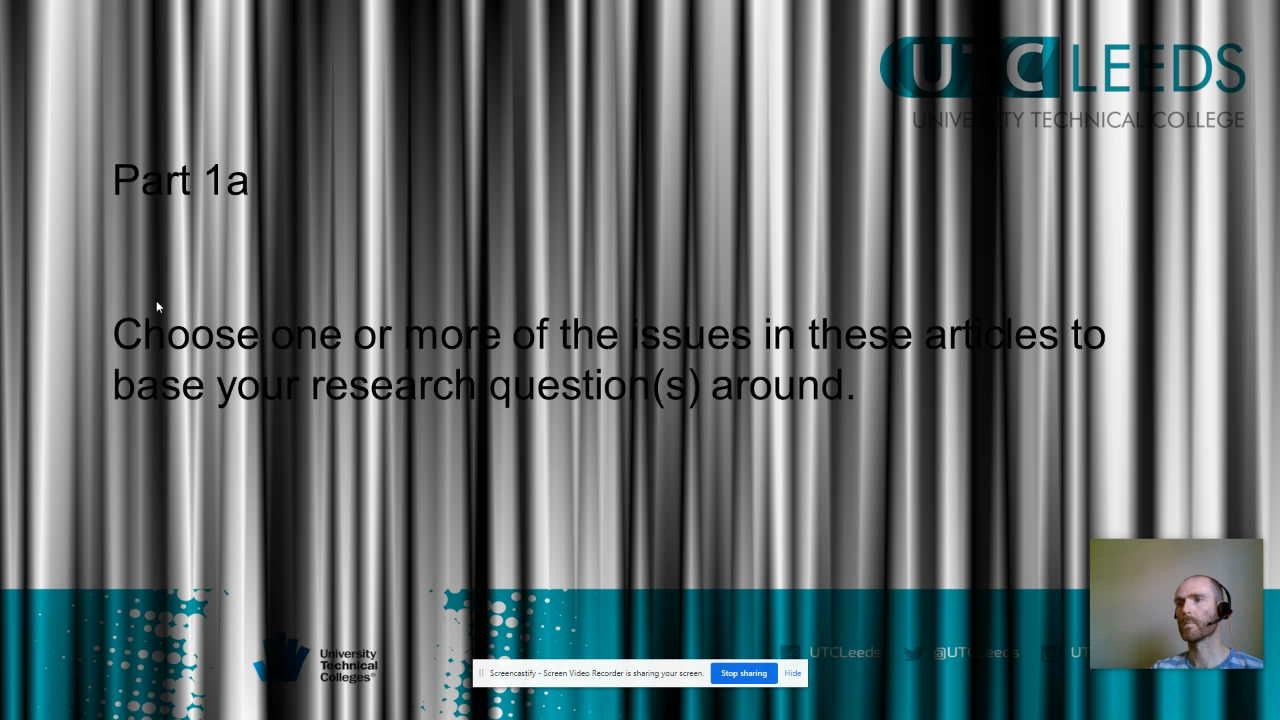 UTC LEEDS
UNIVERSITY TECHNICAL COLLEGE
Part 1a
Choose one or more of the issues in these articles to
base your research question(s) around.
University
Technical
Colleges®
UTCLeeds
@UTCLeeds
UT
Screencastify - Screen Video Recorder is sharing your screen.
Stop sharing
Hide